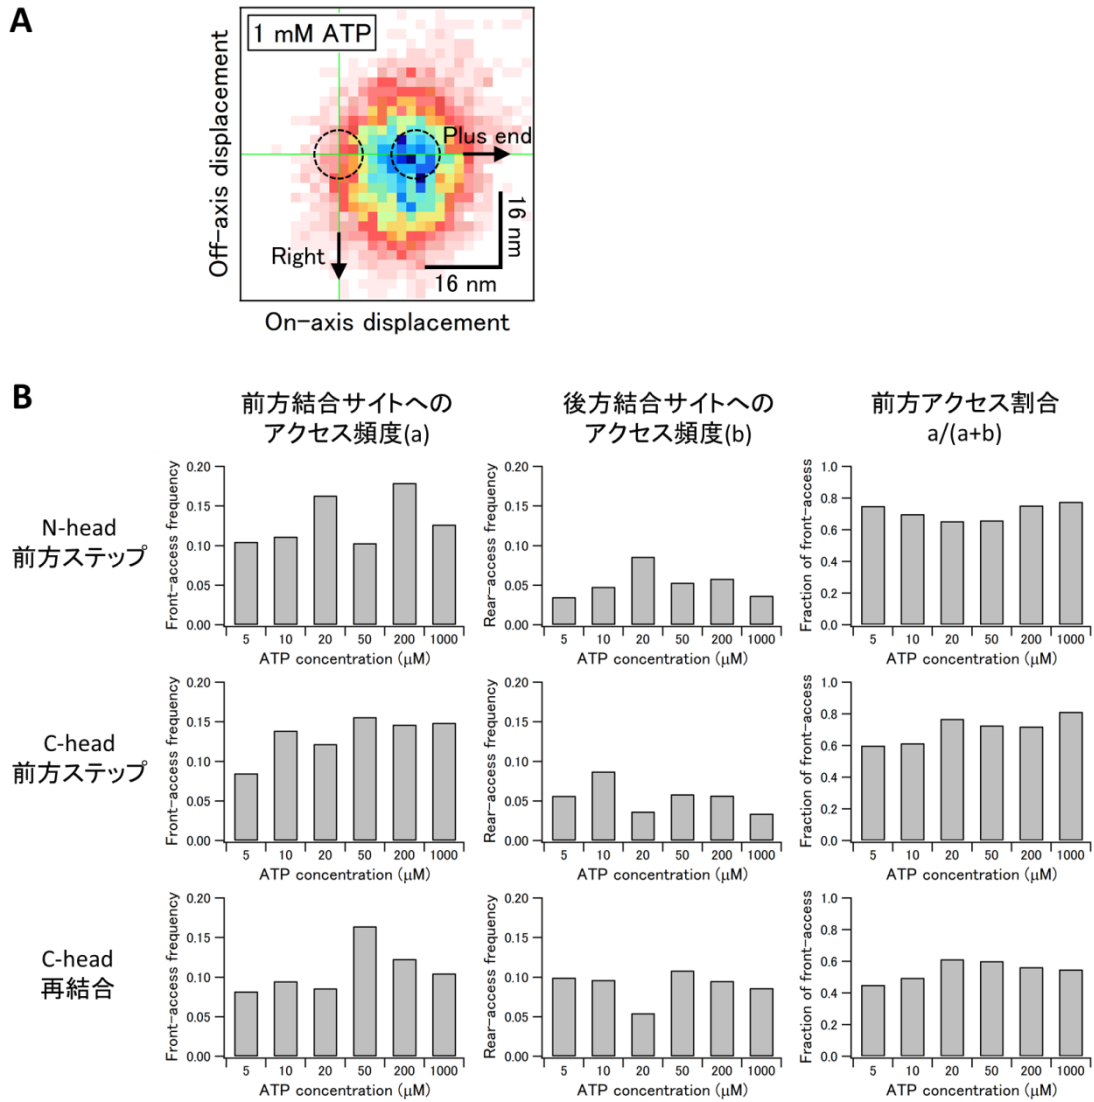 A
1 mM ATP
Off-axis displacement
Plus end
Right
16 nm
16 nm
On-axis displacement
B
前方結合サイトへの
アクセス頻度(a)
後方結合サイトへの
アクセス頻度(b)
前方アクセス割合
a/(a+b)
N-head
前方ステップ
Front-access frequency
0.20
0.15
0.10
0.05
0.00
5 10 20 50 200 1000
ATP concentration (μM)
Rear-access frequency
0.20
0.15
0.10
0.05
0.00
5 10 20 50 200 1000
ATP concentration (μM)
Fraction of front-access
1.0
0.8
0.6
0.4
0.2
0.0
5 10 20 50 200 1000
ATP concentration (μM)
C-head
前方ステップ
Front-access frequency
0.20
0.15
0.10
0.05
0.00
5 10 20 50 200 1000
ATP concentration (μM)
Rear-access frequency
0.20
0.15
0.10
0.05
0.00
5 10 20 50 200 1000
ATP concentration (μM)
Fraction of front-access
1.0
0.8
0.6
0.4
0.2
0.0
5 10 20 50 200 1000
ATP concentration (μM)
C-head
再結合
Front-access frequency
0.20
0.15
0.10
0.05
0.00
5 10 20 50 200 1000
ATP concentration (μM)
Rear-access frequency
0.20
0.15
0.10
0.05
0.00
5 10 20 50 200 1000
ATP concentration (μM)
Fraction of front-access
1.0
0.8
0.6
0.4
0.2
0.0
5 10 20 50 200 1000
ATP concentration (μM)